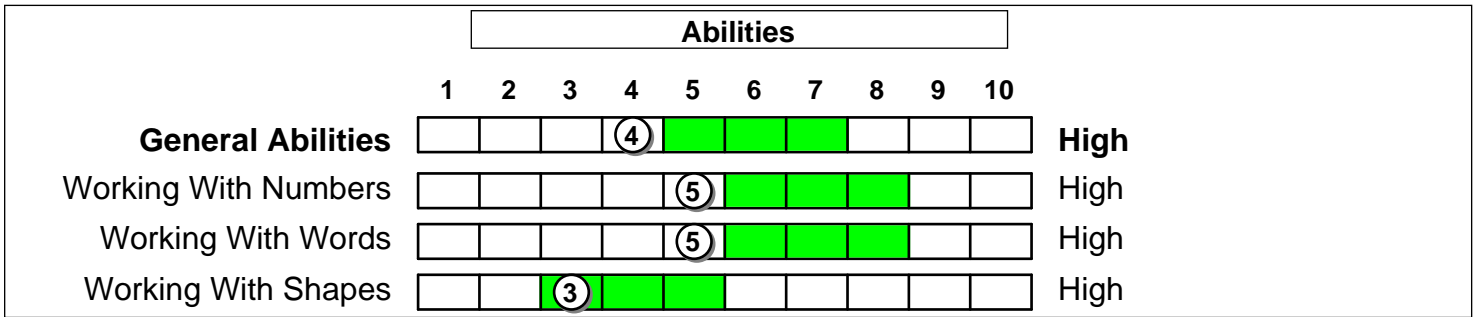 Abilities
1 2 3 4 5 6 7 8 9 10
General Abilities 4 High
Working With Numbers 5 High
Working With Words 5 High
Working With Shapes 3 High